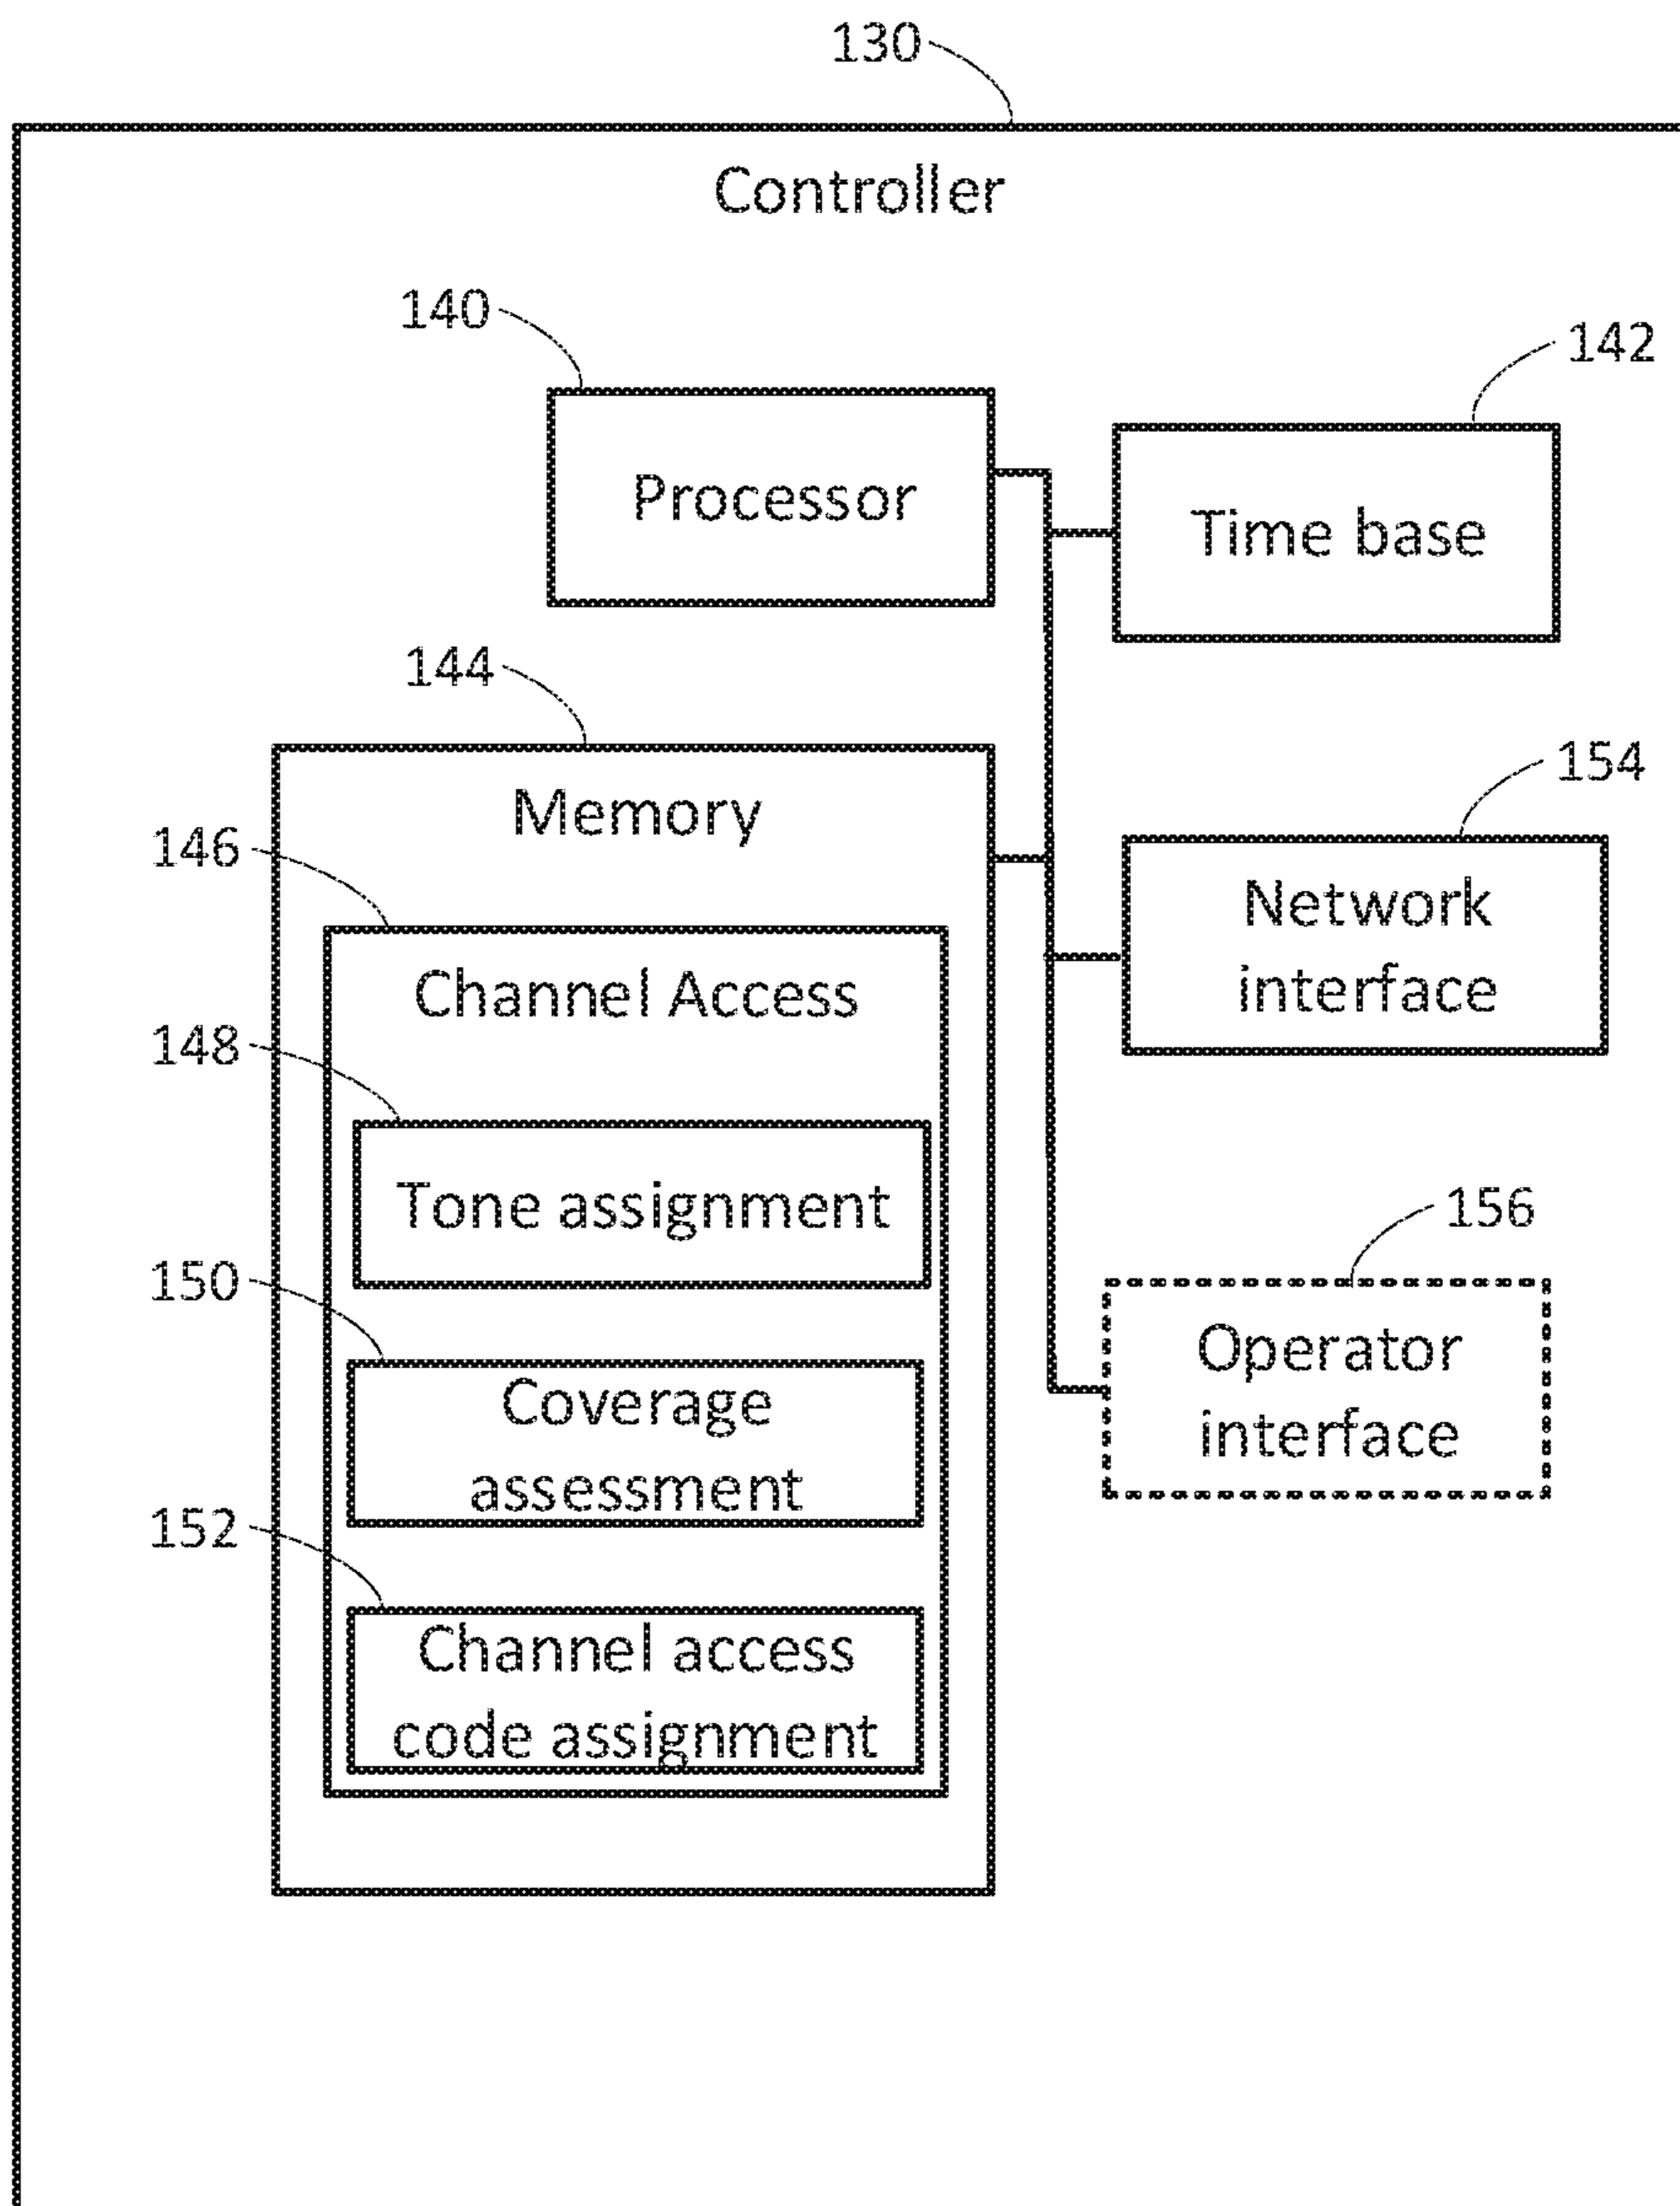 130
Controller
140
142
Processor
Time base
144
154
Memory
146
Network
interface
Channel Access
148
Tone assignment
156
150
Operator
interface
Coverage
assessment
152
Channel access
code assignment